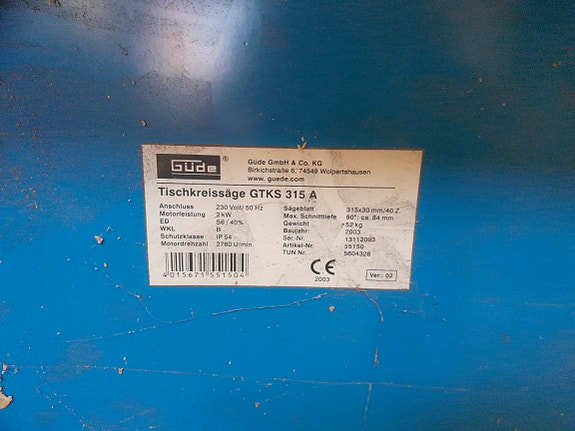 Güde®
Güde GmbH & Co. KG
Birkichstraße 6, 74549 Wolpertshausen
www. guede.com
Tischkreissäge GTKS 315 A
Anschluss 230 Volt/ 50 Hz
Motorleistung 2 kW
ED S6 / 40%
WKL B
Schutzklasse IP 54
Motordrehzahl 2760 U/min
Sägeblatt 315x30 mm/40 Z.
Max. Schnitttiefe 90°: ca. 84 mm
Gewicht 52 kg
Baujahr: 2003
Ser.-Nr. 13112003
Artikel-Nr. 55150
TÜN Nr. 5604328
4 015671 551504
CE
2003
Ver.: 02